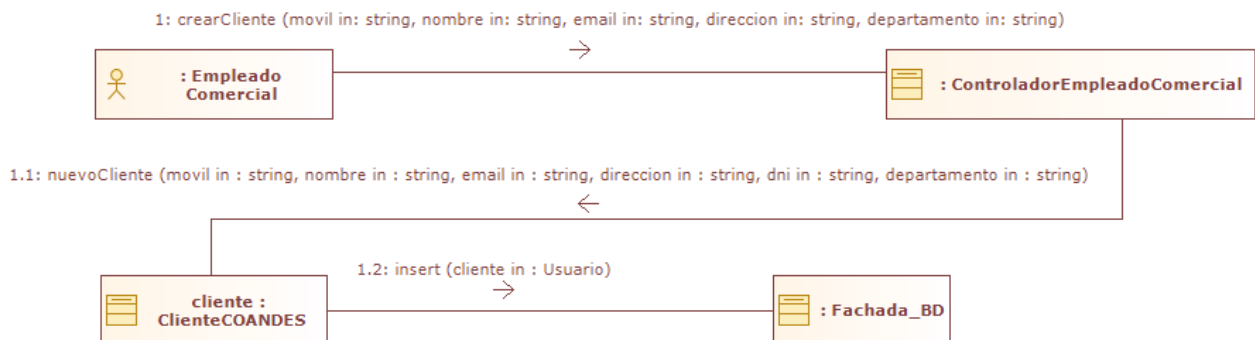 1: crearCliente (movil in: string, nombre in: string, email in: string, direccion in: string, departamento in: string)
: Empleado
Comercial
: ControladorEmpleadoComercial
1.1: nuevoCliente (movil in : string, nombre in : string, email in : string, direccion in : string, dni in : string, departamento in : string)
1.2: insert (cliente in : Usuario)
cliente :
ClienteCOANDES
: Fachada_BD